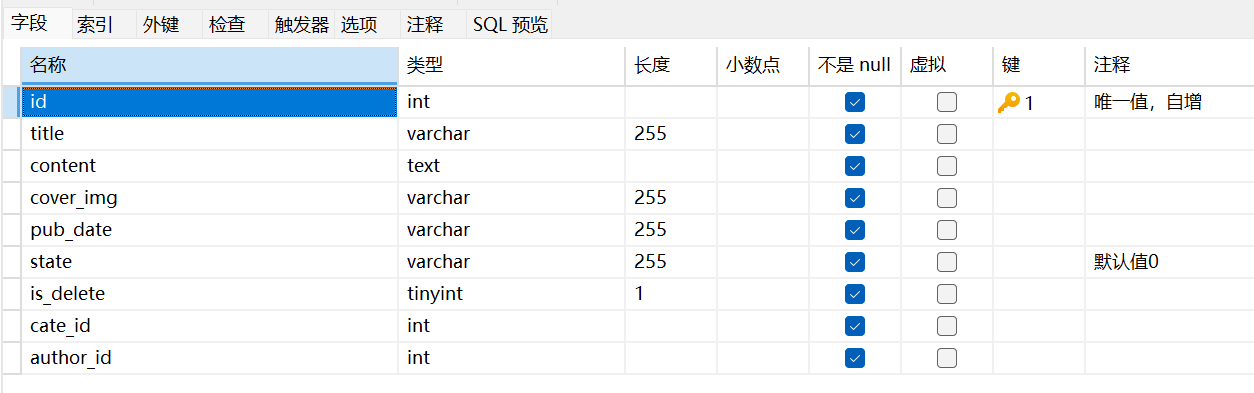 字段 索引 外键 检查 触发器 选项 注释 SQL 预览
名称 类型 长度 小数点 不是 null 虚拟 键 注释
id int 1 唯一值，自增
title varchar 255
content text
cover_img varchar 255
pub_date varchar 255
state varchar 255 默认值0
is_delete tinyint 1
cate_id int
author_id int